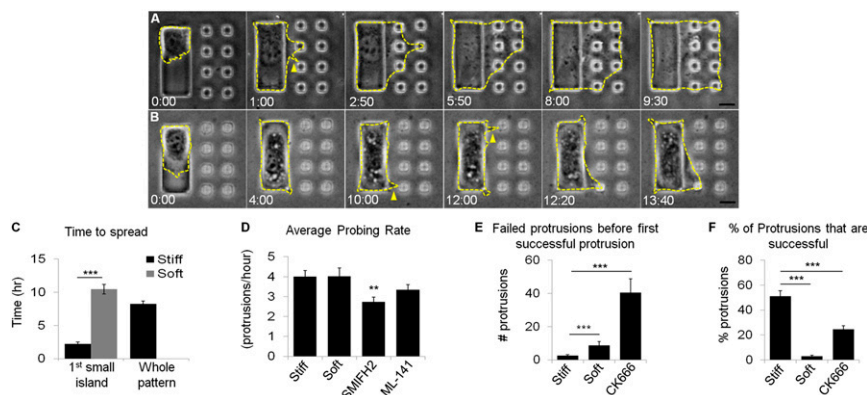 A
0:00
1:00
2:50
5:50
8:00
9:30
B
0:00
4:00
10:00
12:00
12:20
13:40
C
Time to spread
Time (hr)
15
10
5
0
***
Stiff
Soft
1st small
island
Whole
pattern
D
Average Probing Rate
(protrusions/hour)
5
4
3
2
1
0
**
Stiff
Soft
SMIFH2
ML-141
E Failed protrusions before first
successful protrusion
# protrusions
60
40
20
0
***
***
Stiff
Soft
CK666
F % of Protrusions that are
successful
% protrusions
80
60
40
20
0
***
***
Stiff
Soft
CK666